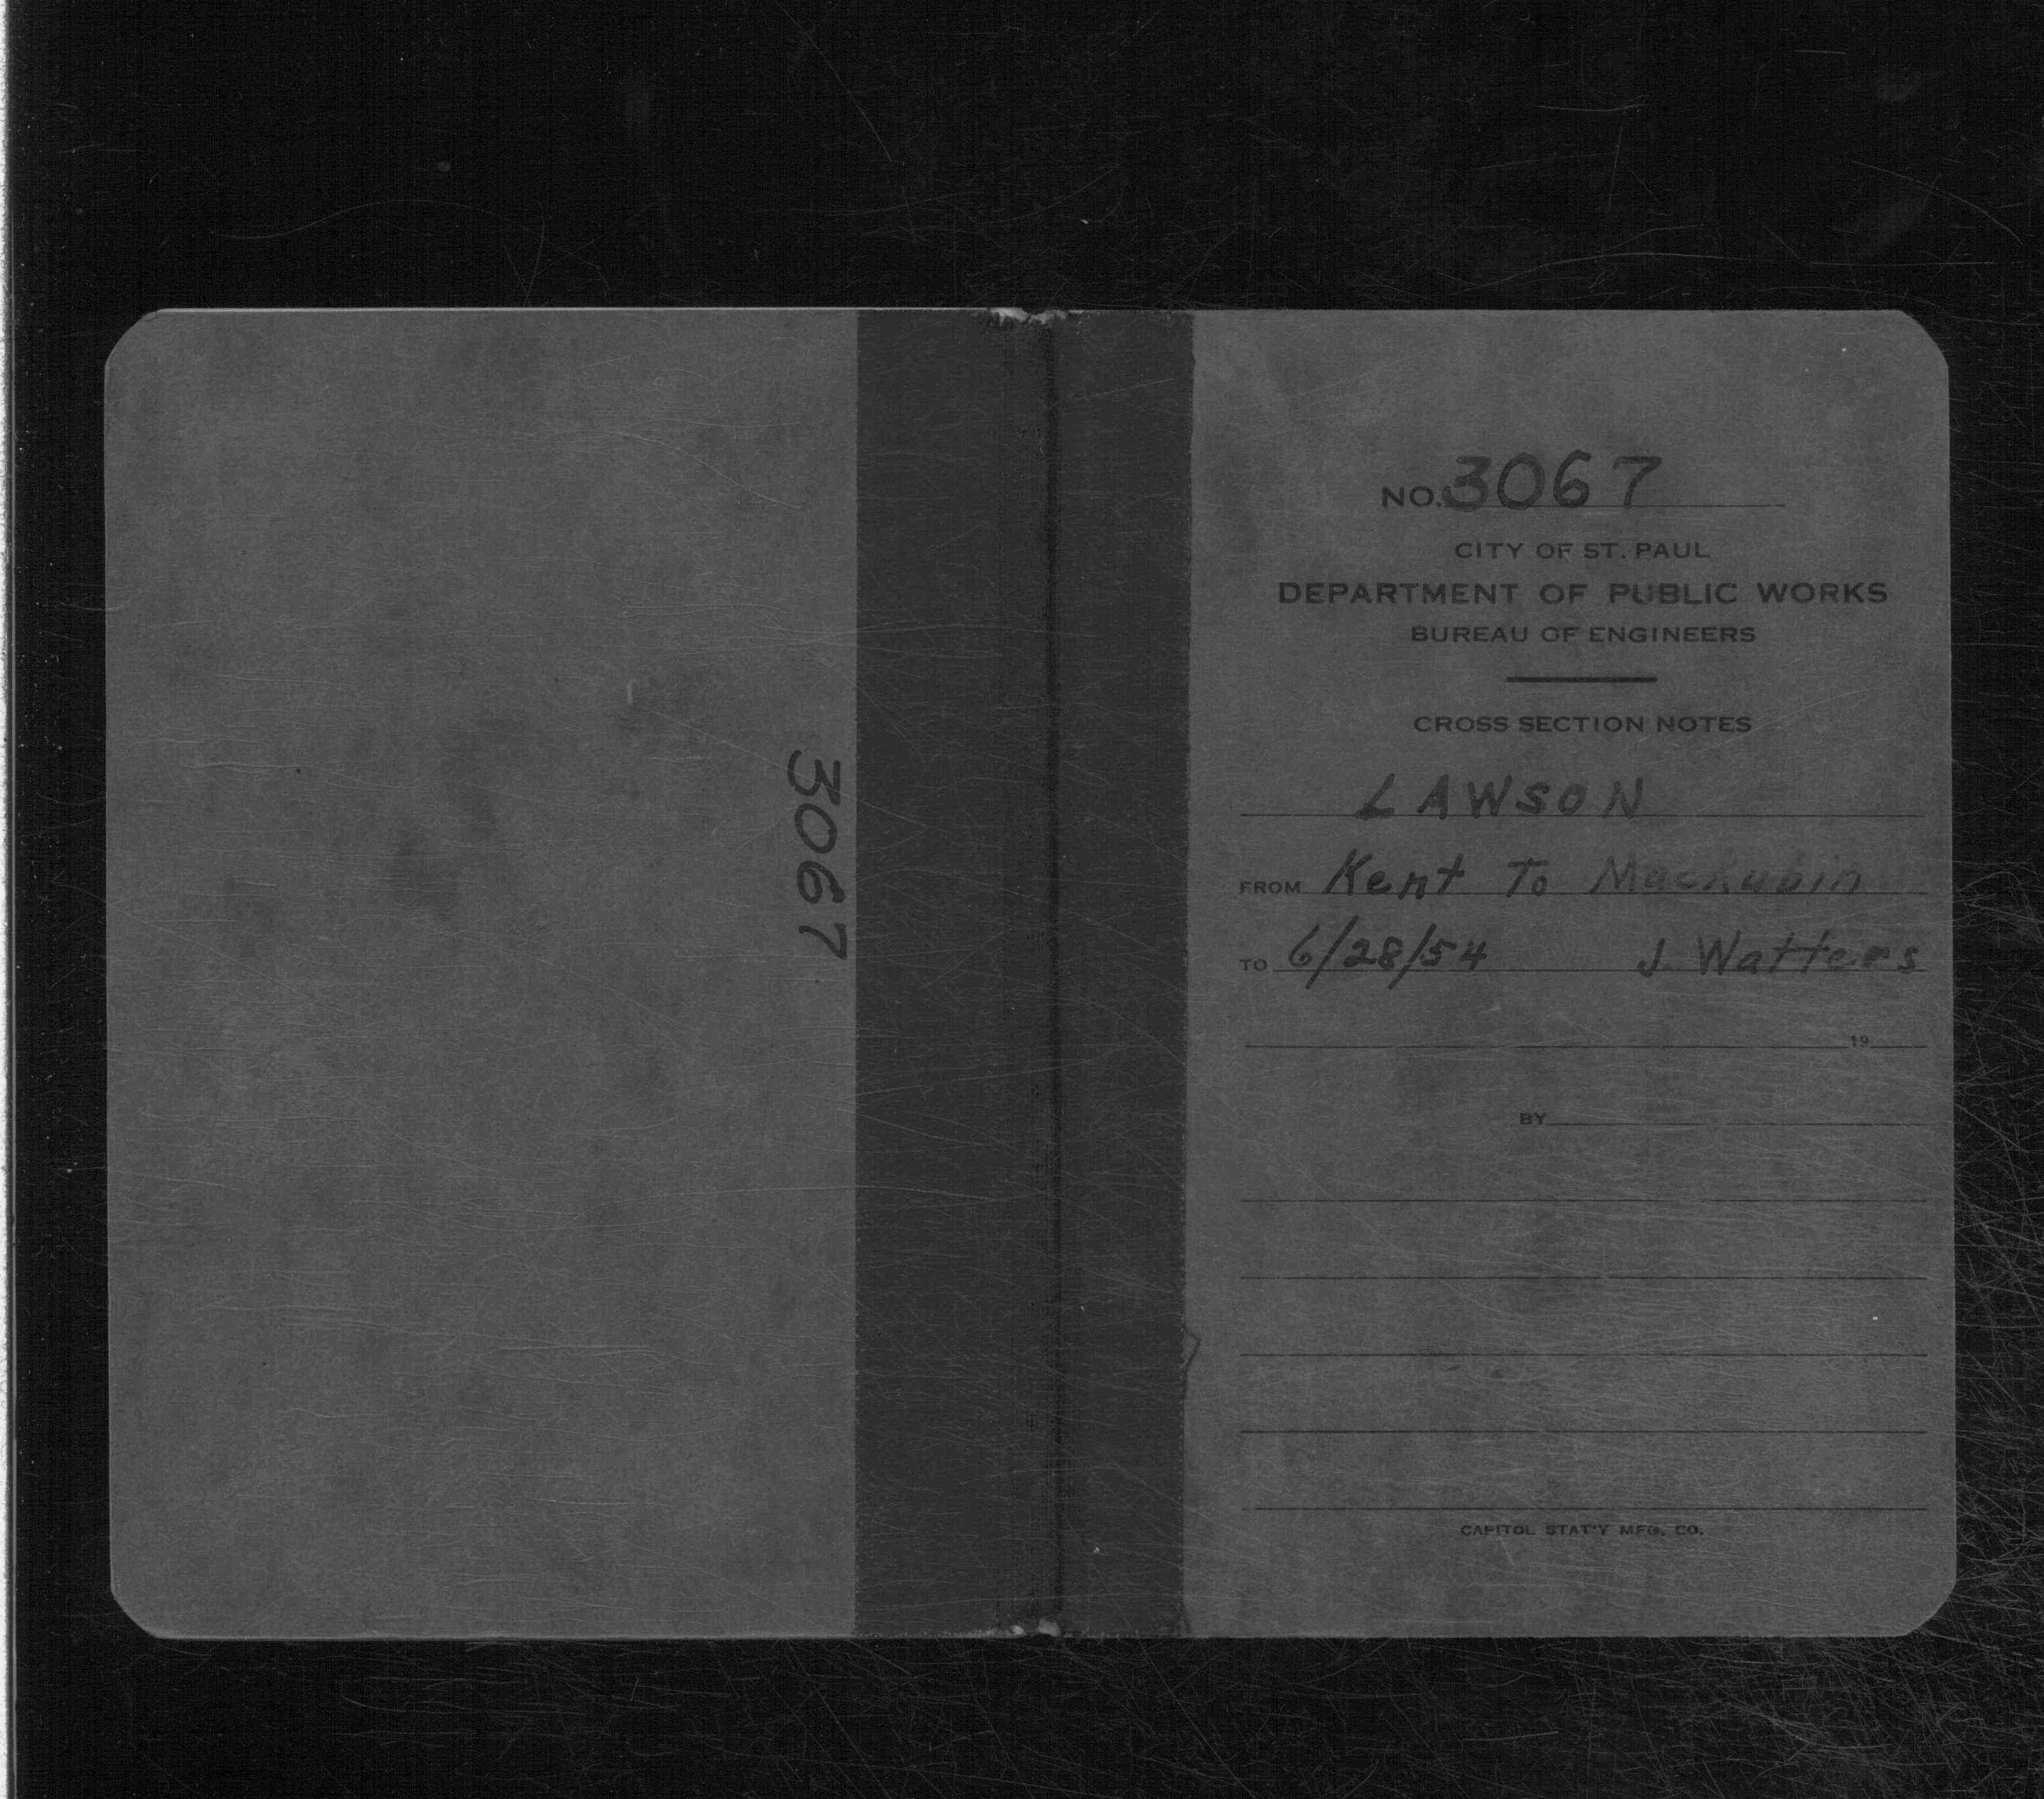 3067
NO. 3067
CITY OF ST. PAUL
DEPARTMENT OF PUBLIC WORKS
BUREAU OF ENGINEERS
CROSS SECTION NOTES
LAWSON
FROM Kent To Mackubin
TO 6/28/54 J. Watters
19
BY
CAPITOL STAT'Y MFG. CO.